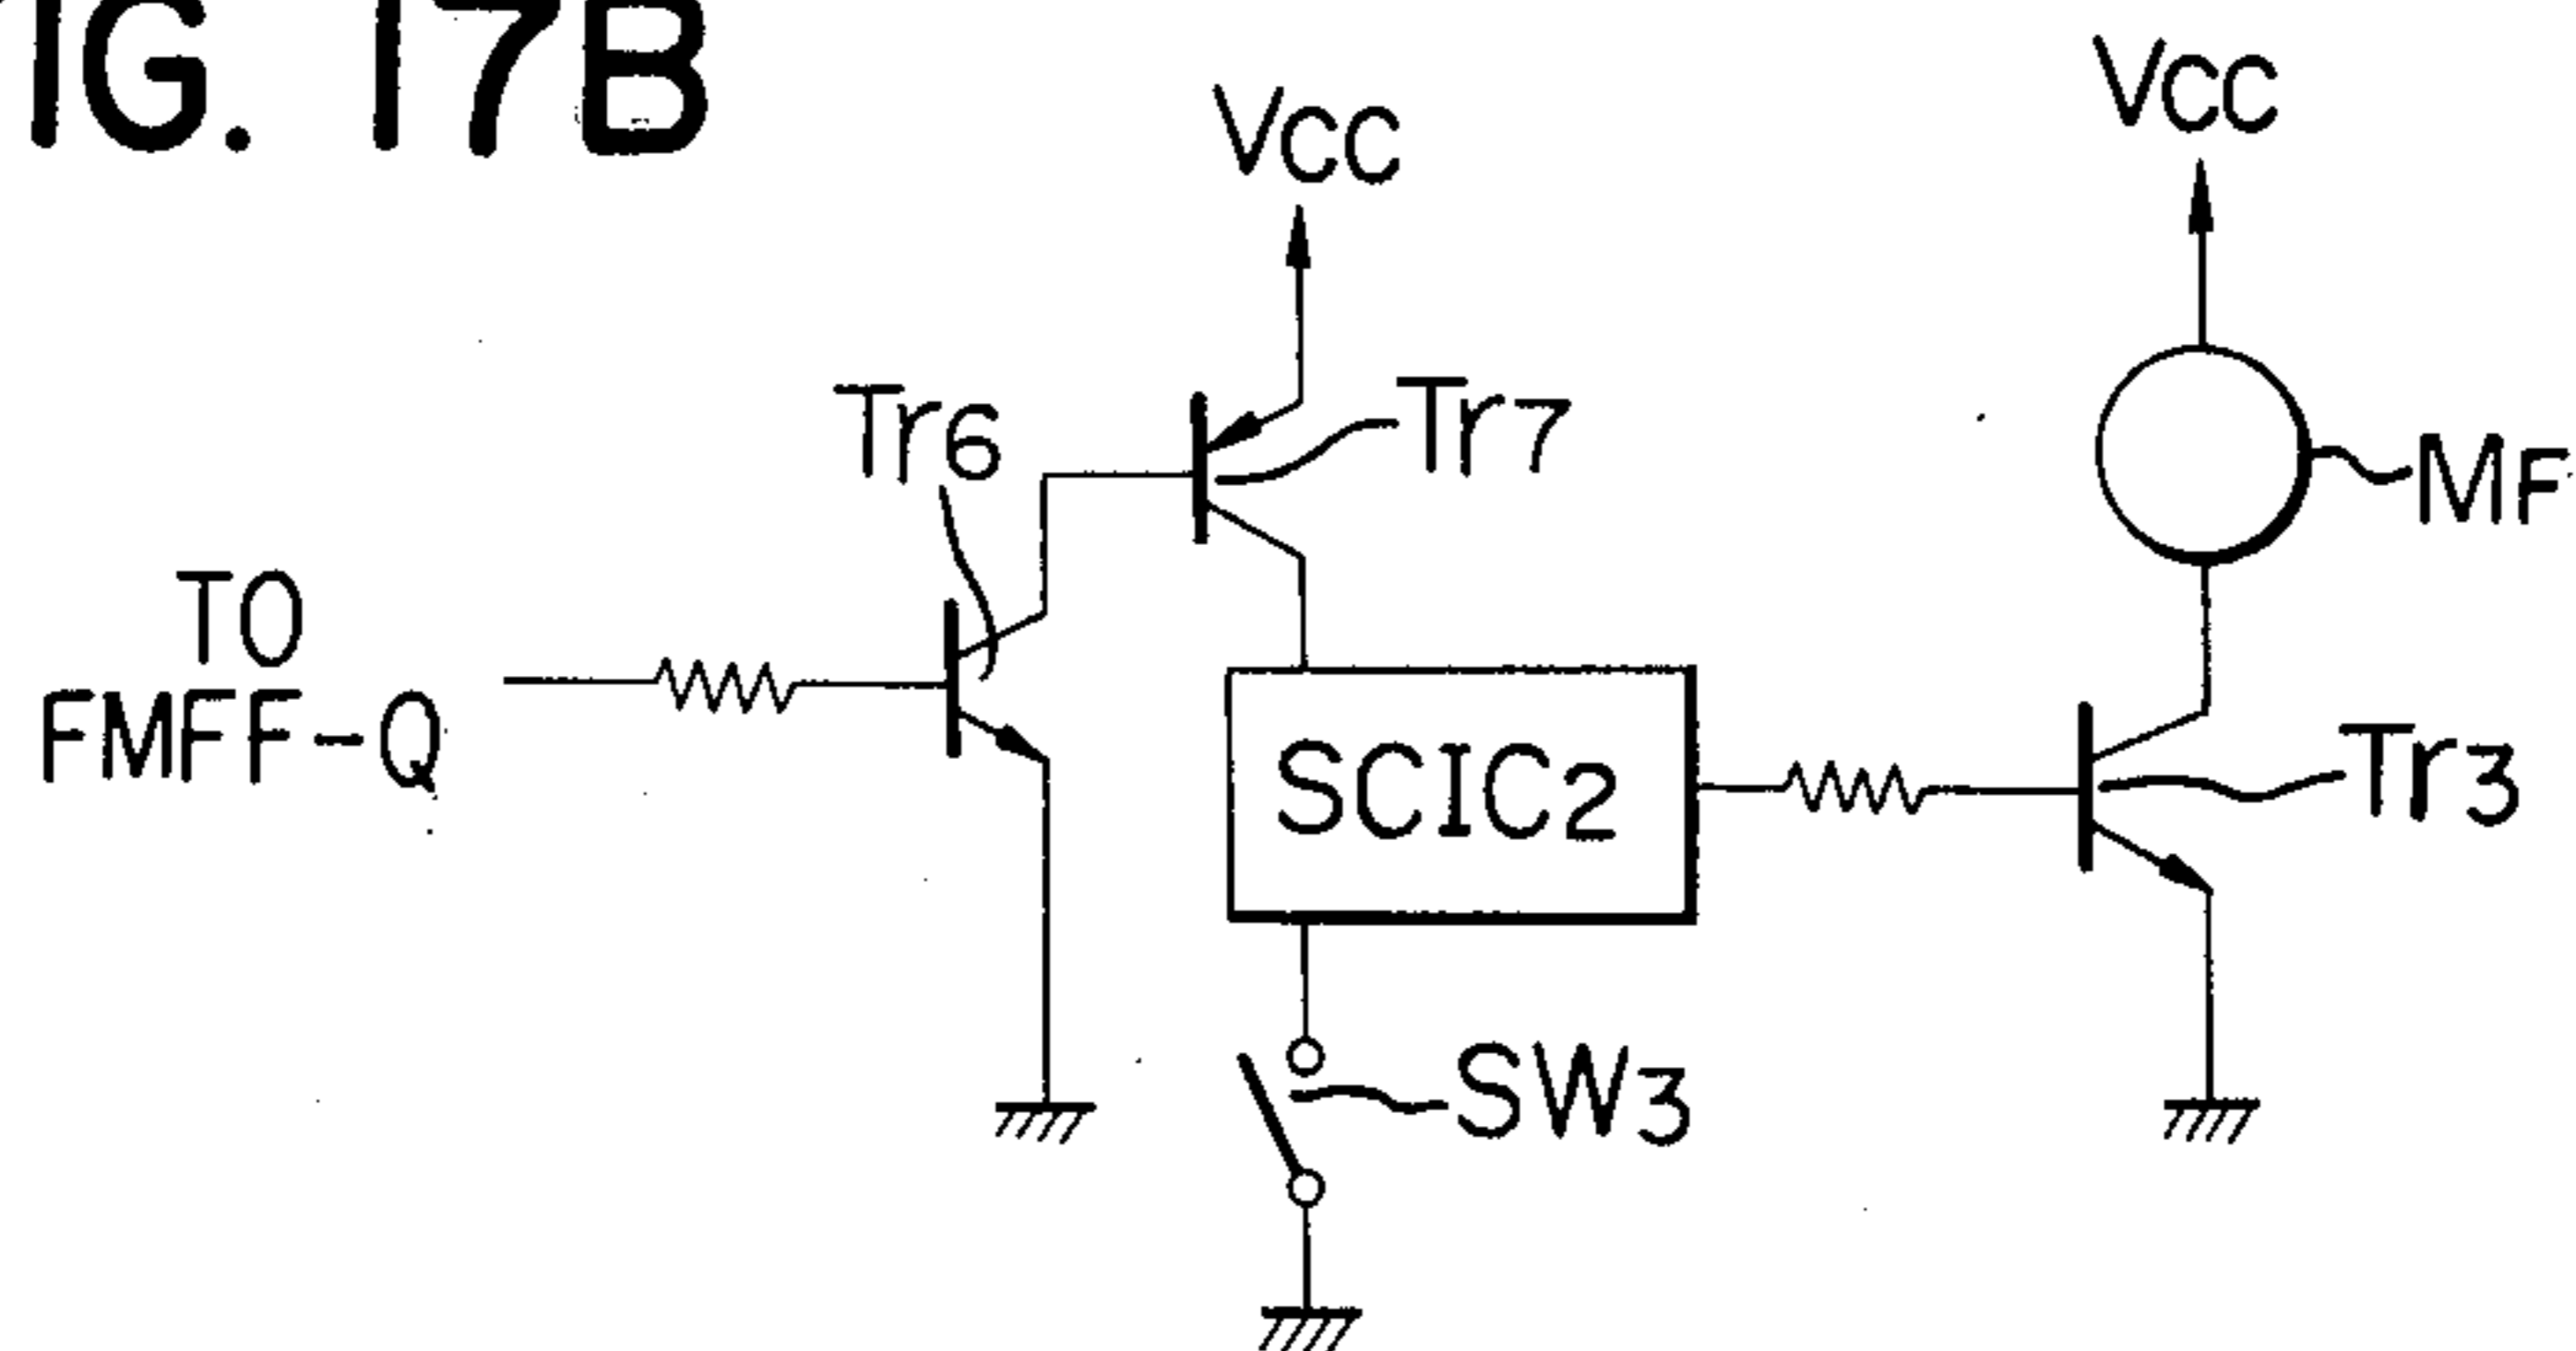 IG. 17B
Vcc
Vcc
Tr6
Tr7
MF
TO
FMFF-Q
SCIC2
Tr3
SW3